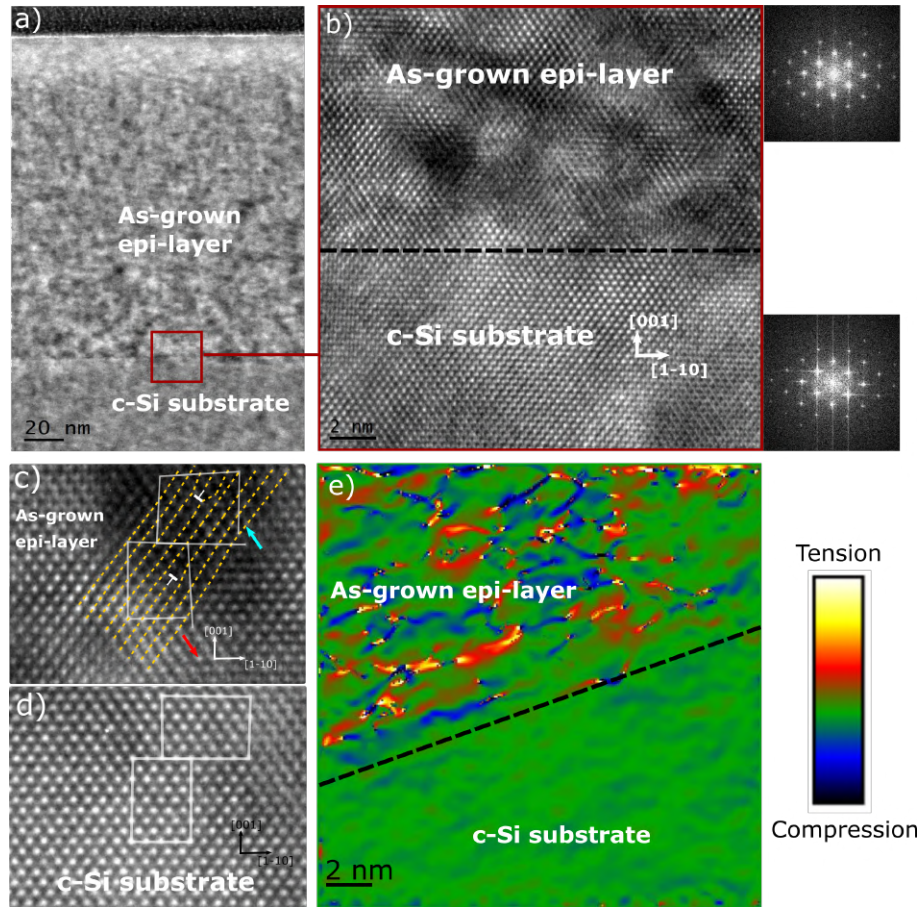 a)
As-grown
epi-layer
c-Si substrate
20 nm
b)
As-grown epi-layer
c-Si substrate
[001]
[1-10]
2 nm
c)
As-grown
epi-layer
[001]
[1-10]
d)
[001]
[1-10]
c-Si substrate
e)
As-grown epi-layer
c-Si substrate
2 nm
Tension
Compression